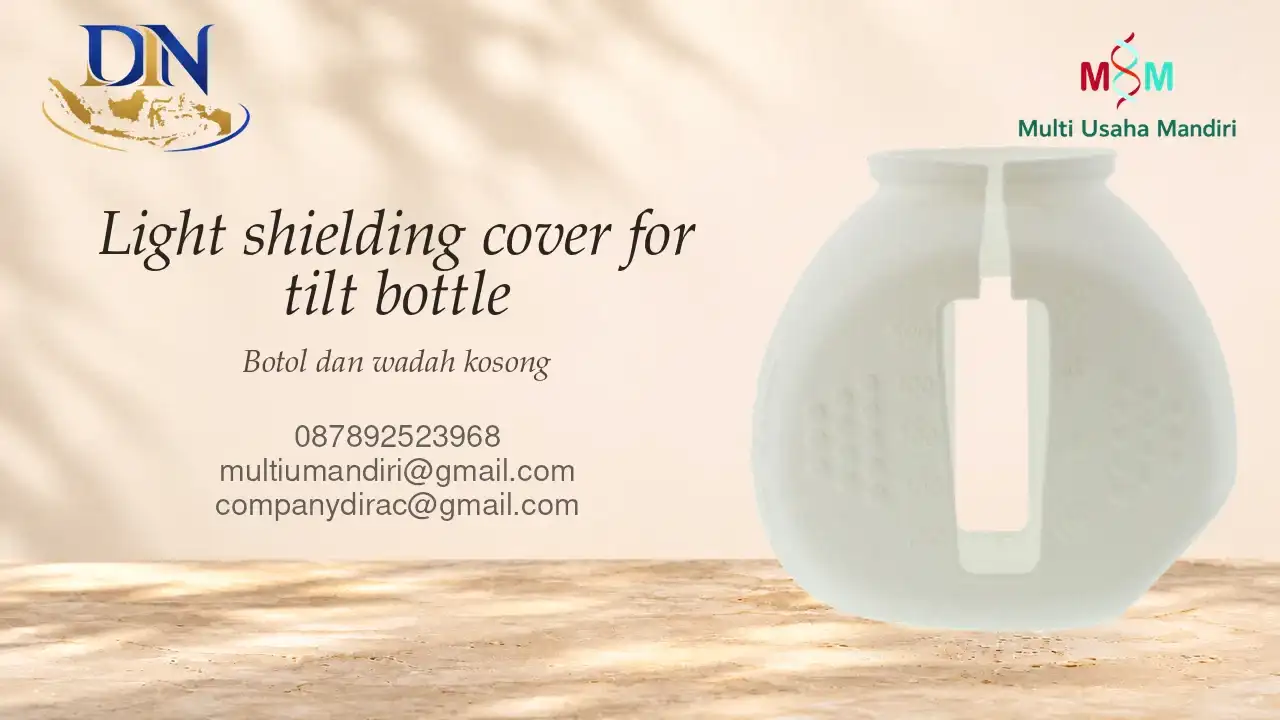 DN
M M
Multi Usaha Mandiri
Light shielding cover for
tilt bottle
Botol dan wadah kosong
087892523968
multiumandiri@gmail.com
companydirac@gmail.com